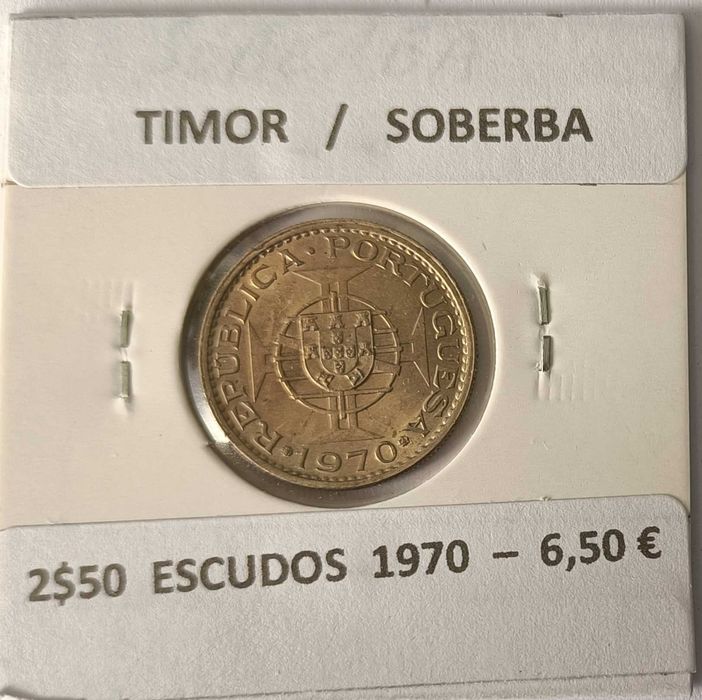 TIMOR / SOBERBA
REPUBLICA · PORTUGUESA
1970
2$50 ESCUDOS 1970 – 6,50 €